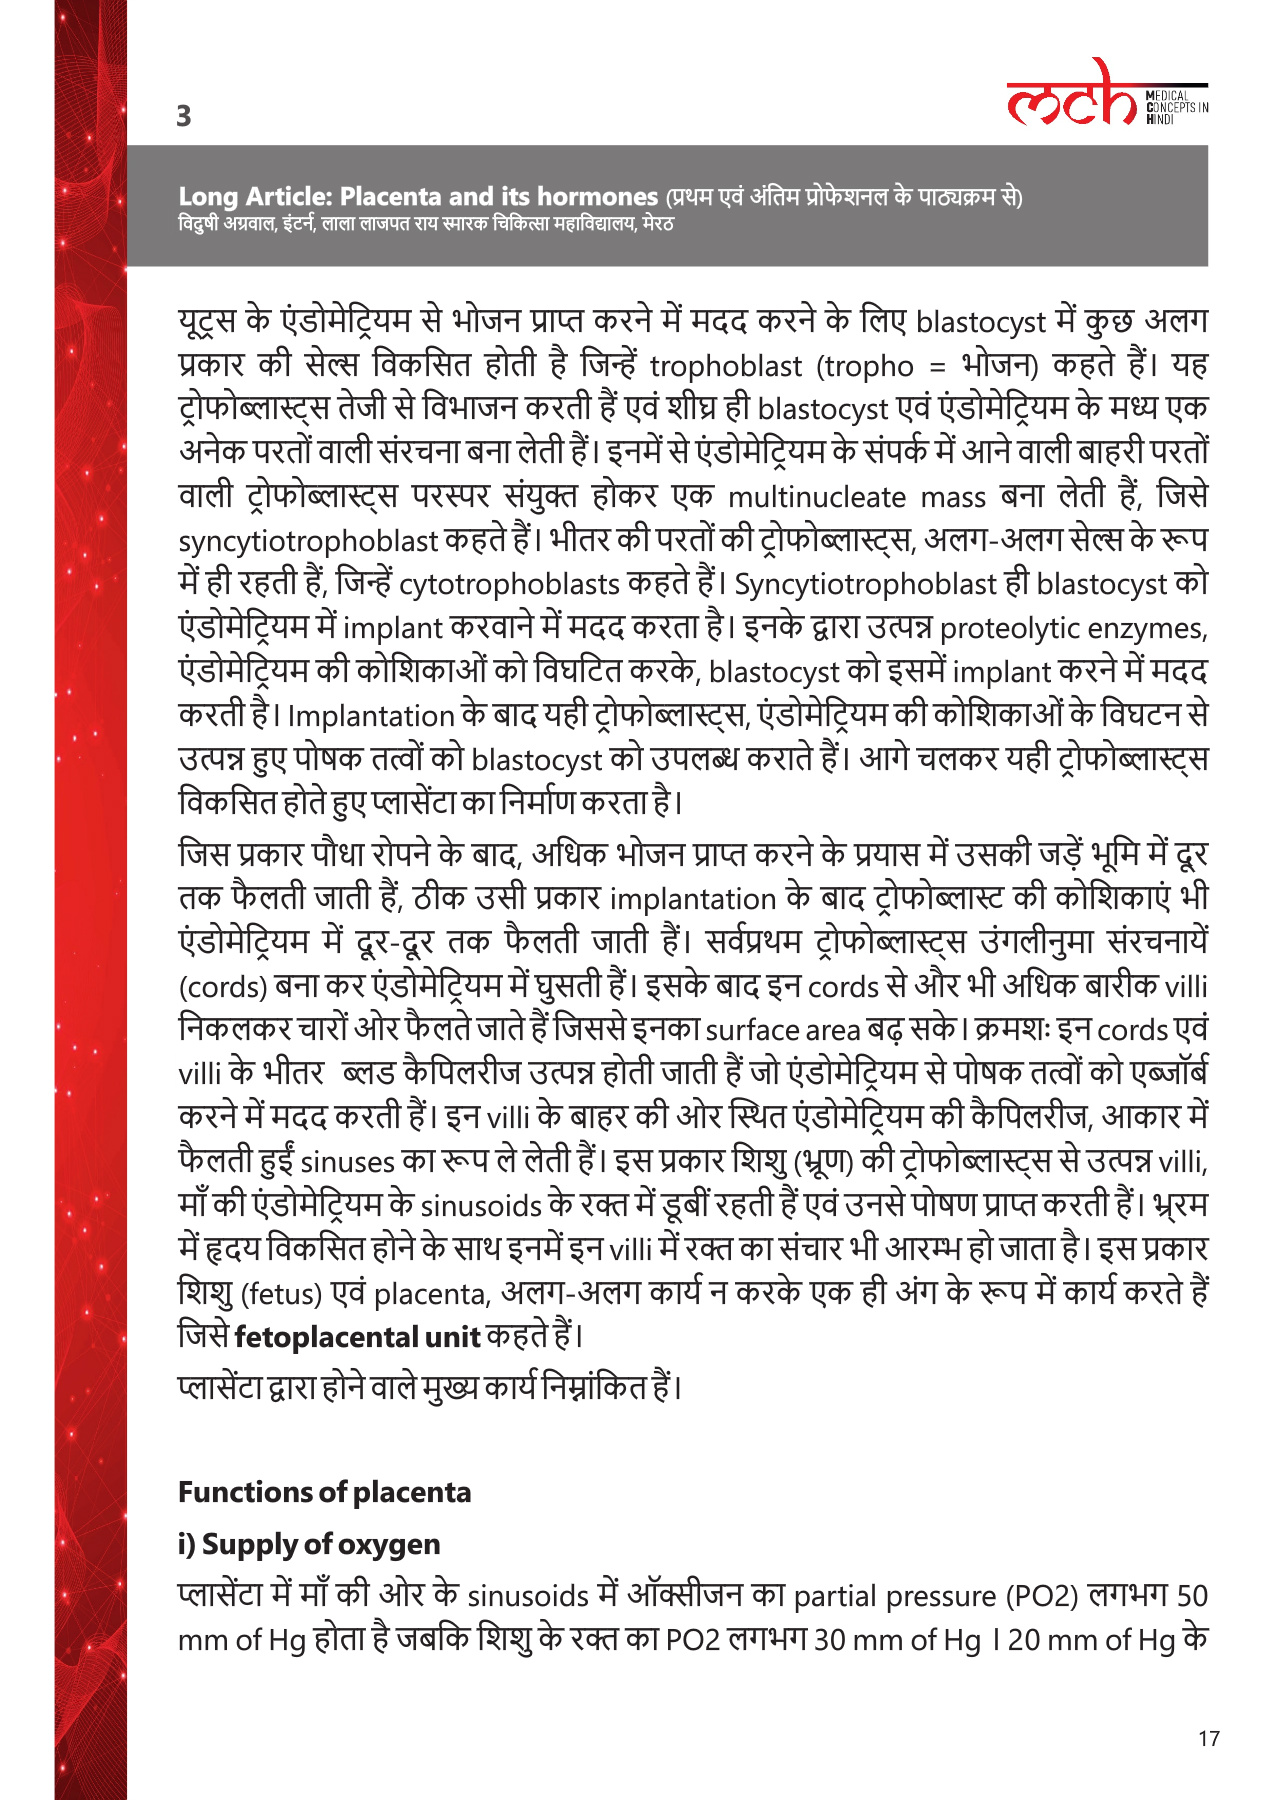 3
mch MEDICAL CONCEPTS IN HINDI
Long Article: Placenta and its hormones (प्रथम एवं अंतिम प्रोफेशनल के पाठ्यक्रम से)
विदुषी अग्रवाल, इंटर्न, लाला लाजपत राय स्मारक चिकित्सा महाविद्यालय, मेरठ
यूट्रस के एंडोमेट्रियम से भोजन प्राप्त करने में मदद करने के लिए blastocyst में कुछ अलग
प्रकार की सेल्स विकसित होती है जिन्हें trophoblast (tropho = भोजन) कहते हैं। यह
ट्रोफोब्लास्ट्स तेजी से विभाजन करती हैं एवं शीघ्र ही blastocyst एवं एंडोमेट्रियम के मध्य एक
अनेक परतों वाली संरचना बना लेती हैं। इनमें से एंडोमेट्रियम के संपर्क में आने वाली बाहरी परतों
वाली ट्रोफोब्लास्ट्स परस्पर संयुक्त होकर एक multinucleate mass बना लेती हैं, जिसे
syncytiotrophoblast कहते हैं। भीतर की परतों की ट्रोफोब्लास्ट्स, अलग-अलग सेल्स के रूप
में ही रहती हैं, जिन्हें cytotrophoblasts कहते हैं। Syncytiotrophoblast ही blastocyst को
एंडोमेट्रियम में implant करवाने में मदद करता है। इनके द्वारा उत्पन्न proteolytic enzymes,
एंडोमेट्रियम की कोशिकाओं को विघटित करके, blastocyst को इसमें implant करने में मदद
करती है। Implantation के बाद यही ट्रोफोब्लास्ट्स, एंडोमेट्रियम की कोशिकाओं के विघटन से
उत्पन्न हुए पोषक तत्वों को blastocyst को उपलब्ध कराते हैं। आगे चलकर यही ट्रोफोब्लास्ट्स
विकसित होते हुए प्लासेंटा का निर्माण करता है।
जिस प्रकार पौधा रोपने के बाद, अधिक भोजन प्राप्त करने के प्रयास में उसकी जड़ें भूमि में दूर
तक फैलती जाती हैं, ठीक उसी प्रकार implantation के बाद ट्रोफोब्लास्ट की कोशिकाएं भी
एंडोमेट्रियम में दूर-दूर तक फैलती जाती हैं। सर्वप्रथम ट्रोफोब्लास्ट्स उंगलीनुमा संरचनायें
(cords) बना कर एंडोमेट्रियम में घुसती हैं। इसके बाद इन cords से और भी अधिक बारीक villi
निकलकर चारों ओर फैलते जाते हैं जिससे इनका surface area बढ़ सके। क्रमशः इन cords एवं
villi के भीतर ब्लड कैपिलरीज उत्पन्न होती जाती हैं जो एंडोमेट्रियम से पोषक तत्वों को एब्जॉर्ब
करने में मदद करती हैं। इन villi के बाहर की ओर स्थित एंडोमेट्रियम की कैपिलरीज, आकार में
फैलती हुईं sinuses का रूप ले लेती हैं। इस प्रकार शिशु (भ्रूण) की ट्रोफोब्लास्ट्स से उत्पन्न villi,
माँ की एंडोमेट्रियम के sinusoids के रक्त में डूबीं रहती हैं एवं उनसे पोषण प्राप्त करती हैं। भ्र्रम
में हृदय विकसित होने के साथ इनमें इन villi में रक्त का संचार भी आरम्भ हो जाता है। इस प्रकार
शिशु (fetus) एवं placenta, अलग-अलग कार्य न करके एक ही अंग के रूप में कार्य करते हैं
जिसे fetoplacental unit कहते हैं।
प्लासेंटा द्वारा होने वाले मुख्य कार्य निम्नांकित हैं।
Functions of placenta
i) Supply of oxygen
प्लासेंटा में माँ की ओर के sinusoids में ऑक्सीजन का partial pressure (PO2) लगभग 50
mm of Hg होता है जबकि शिशु के रक्त का PO2 लगभग 30 mm of Hg । 20 mm of Hg के
17